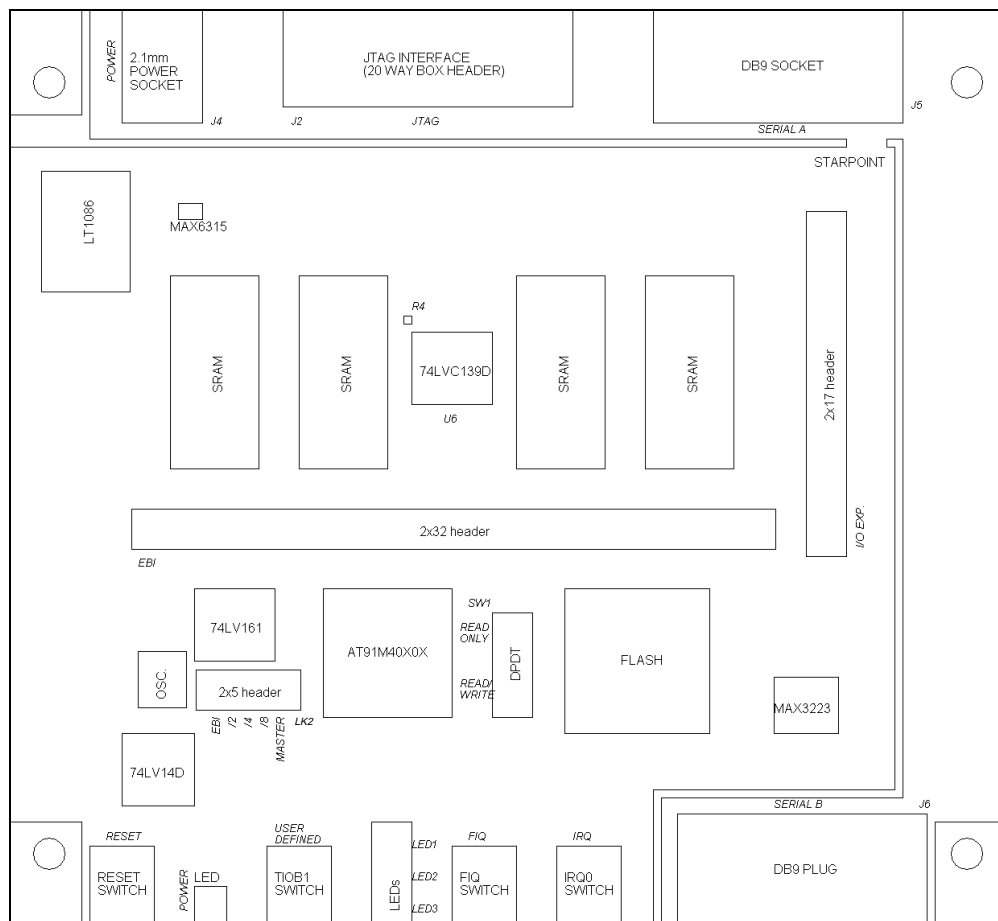 POWER
2.1mm
POWER
SOCKET
J4
JTAG INTERFACE
(20 WAY BOX HEADER)
J2
JTAG
DB9 SOCKET
J5
SERIAL A
STARPOINT
LT1086
MAX6315
SRAM
SRAM
R4
74LVC139D
U6
SRAM
SRAM
2x17 header
I/O EXP.
2x32 header
EBI
74LV161
OSC.
2x5 header
EBI
/2
/4
/8
MASTER
LK2
74LV14D
AT91M40X0X
SW1
READ
ONLY
READ/
WRITE
DPDT
FLASH
MAX3223
SERIAL B
J6
DB9 PLUG
RESET
RESET
SWITCH
POWER
LED
USER
DEFINED
TIOB1
SWITCH
LEDs
LED1
LED2
LED3
FIQ
FIQ
SWITCH
IRQ
IRQ0
SWITCH